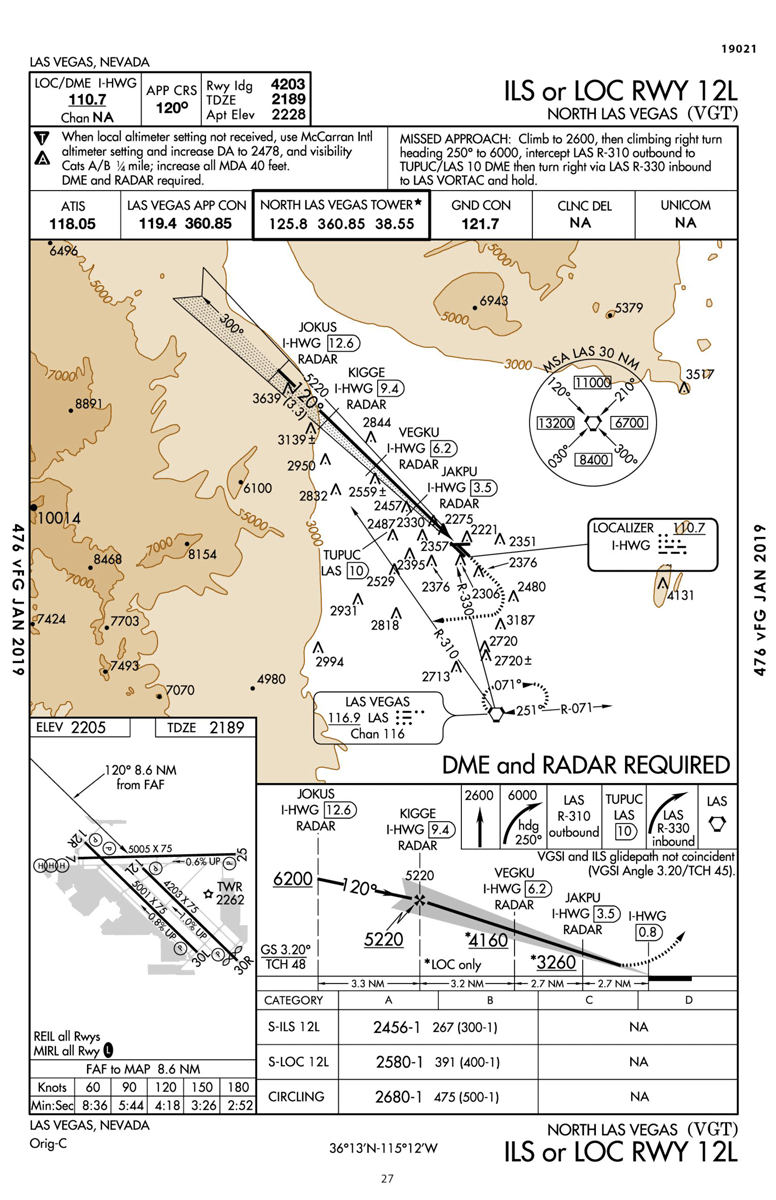 19021
LAS VEGAS, NEVADA
LOC/DME I-HWG
110.7
Chan NA
APP CRS
120°
Rwy Idg 4203
TDZE 2189
Apt Elev 2228
ILS or LOC RWY 12L
NORTH LAS VEGAS (VGT)
T
A
When local altimeter setting not received, use McCarran Intl
altimeter setting and increase DA to 2478, and visibility
Cats A/B ¼ mile; increase all MDA 40 feet.
DME and RADAR required.
MISSED APPROACH: Climb to 2600, then climbing right turn
heading 250° to 6000, intercept LAS R-310 outbound to
TUPUC/LAS 10 DME then turn right via LAS R-330 inbound
to LAS VORTAC and hold.
ATIS
118.05
LAS VEGAS APP CON
119.4 360.85
NORTH LAS VEGAS TOWER*
125.8 360.85 38.55
GND CON
121.7
CLNC DEL
NA
UNICOM
NA
6496
5000
300°
JOKUS
I-HWG 12.6
RADAR
6943
5000
5379
3000
3517
MSA LAS 30 NM
11000
120°
210°
13200
6700
030°
300°
8400
7000
8891
5220
120°
3639
(3.3)
KIGGE
I-HWG 9.4
RADAR
3139±
2844
VEGKU
I-HWG 6.2
RADAR
2950
JAKPU
I-HWG 3.5
RADAR
6100
2832
2559±
2457
5000
3000
10014
2487
2330
2275
2221
2351
2357
2376
LOCALIZER 110.7
I-HWG
8468
7000
8154
7000
TUPUC
LAS 10
2395
2529
2376
2306
2480
4131
R-330
2931
2818
3187
7424
7703
R-310
2720
2720±
2994
2713
7493
7070
4980
071°
251°
R-071
LAS VEGAS
116.9 LAS
Chan 116
476 vFG JAN 2019
476 vFG JAN 2019
DME and RADAR REQUIRED
ELEV 2205
TDZE 2189
120° 8.6 NM
from FAF
12R
P
P
7
HHH
5005 X 75
0.6% UP
P
25
12L
5001 X 75
0.8% UP
4203 X 75
1.0% UP
TWR
2262
P
30L
30R
REIL all Rwys
MIRL all Rwy L
FAF to MAP 8.6 NM
Knots 60 90 120 150 180
Min:Sec 8:36 5:44 4:18 3:26 2:52
JOKUS
I-HWG 12.6
RADAR
KIGGE
I-HWG 9.4
RADAR
2600
6000
hdg
250°
LAS
R-310
outbound
TUPUC
LAS
10
LAS
R-330
inbound
LAS
VGSI and ILS glidepath not coincident
(VGSI Angle 3.20/TCH 45).
6200
120°
5220
5220
VEGKU
I-HWG 6.2
RADAR
JAKPU
I-HWG 3.5
RADAR
I-HWG
0.8
*4160
*3260
*LOC only
GS 3.20°
TCH 48
3.3 NM 3.2 NM 2.7 NM 2.7 NM
CATEGORY A B C D
S-ILS 12L 2456-1 267 (300-1) NA
S-LOC 12L 2580-1 391 (400-1) NA
CIRCLING 2680-1 475 (500-1) NA
LAS VEGAS, NEVADA
Orig-C
36°13'N-115°12'W
NORTH LAS VEGAS (VGT)
ILS or LOC RWY 12L
27